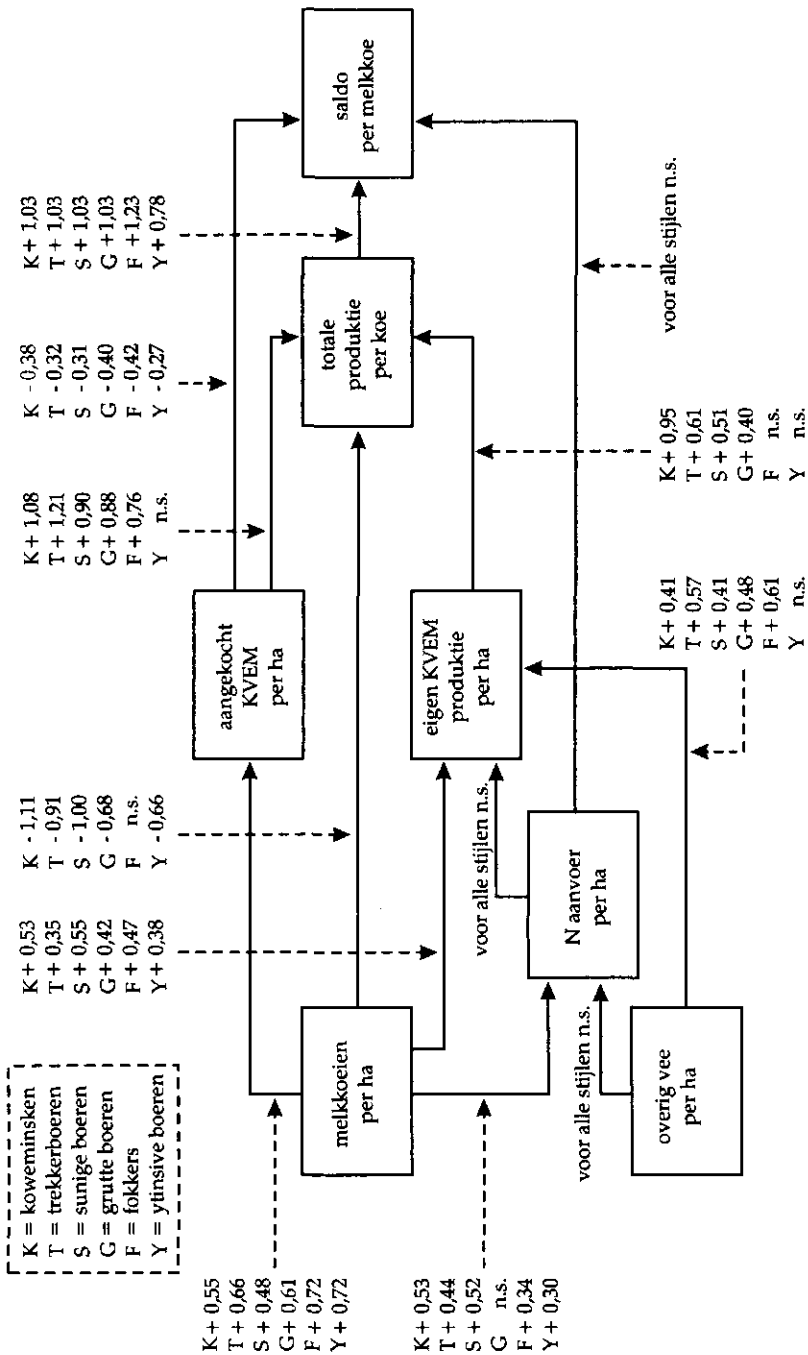 K = koweminsken
T = trekkerboeren
S = sunige boeren
G = grutte boeren
F = fokkers
Y = ytinsive boeren
K + 0,53
T + 0,35
S + 0,55
G + 0,42
F + 0,47
Y + 0,38
K - 1,11
T - 0,91
S - 1,00
G - 0,68
F n.s.
Y - 0,66
K + 1,08
T + 1,21
S + 0,90
G + 0,88
F + 0,76
Y n.s.
K - 0,38
T - 0,32
S - 0,31
G - 0,40
F - 0,42
Y - 0,27
K + 1,03
T + 1,03
S + 1,03
G + 1,03
F + 1,23
Y + 0,78
K + 0,55
T + 0,66
S + 0,48
G + 0,61
F + 0,72
Y + 0,72
aangekocht
KVEM
per ha
saldo
per melkkoe
totale
produktie
per koe
melkkoeien
per ha
eigen KVEM
produktie
per ha
voor alle stijlen n.s.
K + 0,53
T + 0,44
S + 0,52
G n.s.
F + 0,34
Y + 0,30
N aanvoer
per ha
voor alle stijlen n.s.
overig vee
per ha
voor alle stijlen n.s.
K + 0,95
T + 0,61
S + 0,51
G + 0,40
F n.s.
Y n.s.
K + 0,41
T + 0,57
S + 0,41
G + 0,48
F + 0,61
Y n.s.